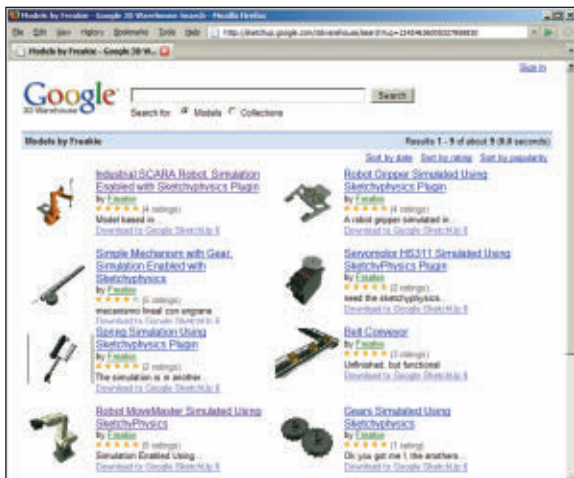 Models by Freakie - Google 3D Warehouse Search - Mozilla Firefox
File Edit View History Bookmarks Tools Help
Models by Freakie - Google 3D W...
Sign in
Google
3D Warehouse
Search
Search for: Models Collections
Models by Freakie
Results 1 - 9 of about 9
Sort by date Sort by rating Sort by popularity
Industrial SCARA Robot. Simulation
Enabled with Sketchyphysics Plugin
by Freakie
(4 ratings)
Model based in...
Download to Google SketchUp 6
Robot Gripper Simulated Using
Sketchyphysics Plugin
by Freakie
(4 ratings)
A robot gripper simulated in...
Download to Google SketchUp 6
Simple Mechanism with Gear.
Simulation Enabled with
Sketchyphysics
by Freakie
(5 ratings)
mecanismo lineal con engrane
Download to Google SketchUp 6
Servomotor HS311 Simulated Using
SketchyPhysics Plugin
by Freakie
(2 ratings)
need the sketchyphysics...
Download to Google SketchUp 6
Spring Simulation Using
Sketchyphysics Plugin
by Freakie
(2 ratings)
The simulation is in another...
Download to Google SketchUp 6
Belt Conveyor
by Freakie
(3 ratings)
Unfinished, but functional
Download to Google SketchUp 6
Robot MoveMaster Simulated Using
SketchyPhysics
by Freakie
(5 ratings)
Simulation Enabled Using...
Download to Google SketchUp 6
Gears Simulated Using
Sketchyphysics
by Freakie
(1 rating)
Ok you got me !, the anothers...
Download to Google SketchUp 6